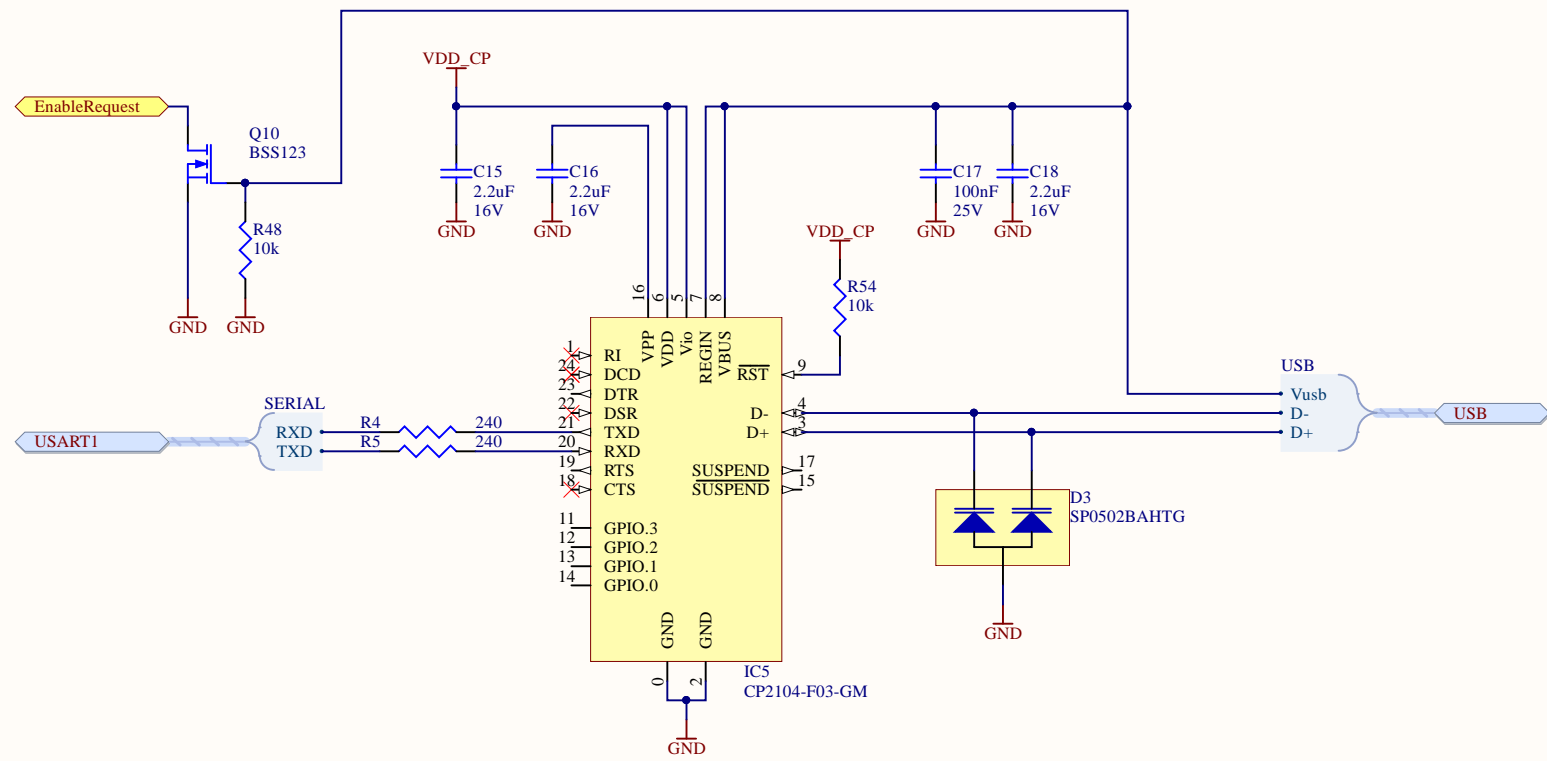 VDD_CP
EnableRequest
Q10
BSS123
C15
2.2uF
16V
GND
C16
2.2uF
16V
GND
C17
100nF
25V
GND
C18
2.2uF
16V
GND
R48
10k
GND
GND
VDD_CP
R54
10k
16
6
5
7
8
VPP
VDD
Vio
REGIN
VBUS
1
RI
24
DCD
23
DTR
22
DSR
21
TXD
20
RXD
19
RTS
18
CTS
11
GPIO.3
12
GPIO.2
13
GPIO.1
14
GPIO.0
RST
9
D-
4
D+
3
SUSPEND
17
SUSPEND
15
GND
GND
0
2
GND
IC5
CP2104-F03-GM
SERIAL
USART1
RXD
TXD
R4
240
R5
240
USB
Vusb
D-
D+
USB
D3
SP0502BAHTG
GND